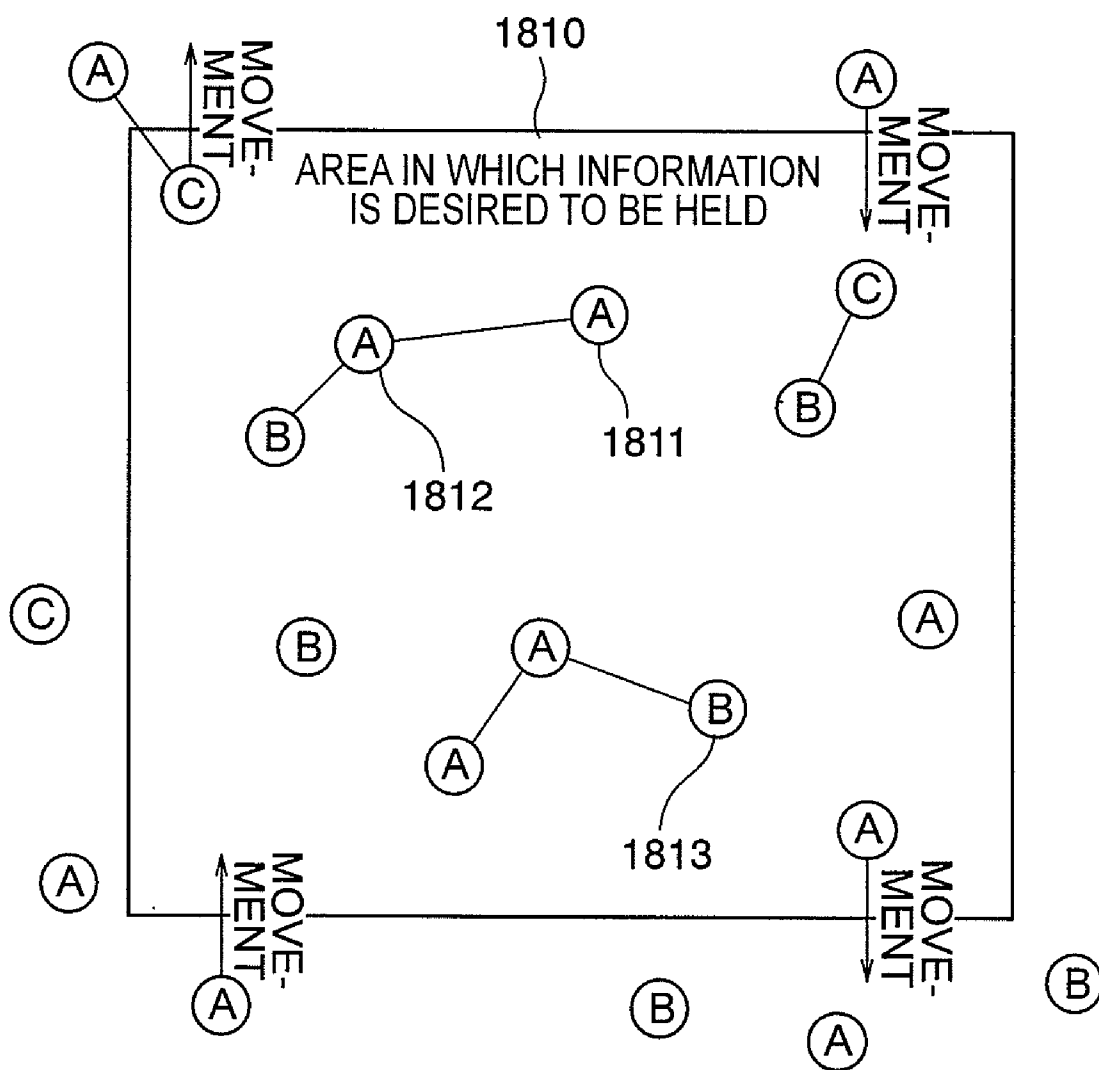 1810
A
MOVE-
MENT
A
MOVE-
MENT
C
AREA IN WHICH INFORMATION
IS DESIRED TO BE HELD
C
A
A
B
B
1811
1812
C
A
B
A
B
A
A
1813
A
MOVE-
MENT
MOVE-
MENT
A
B
B
A